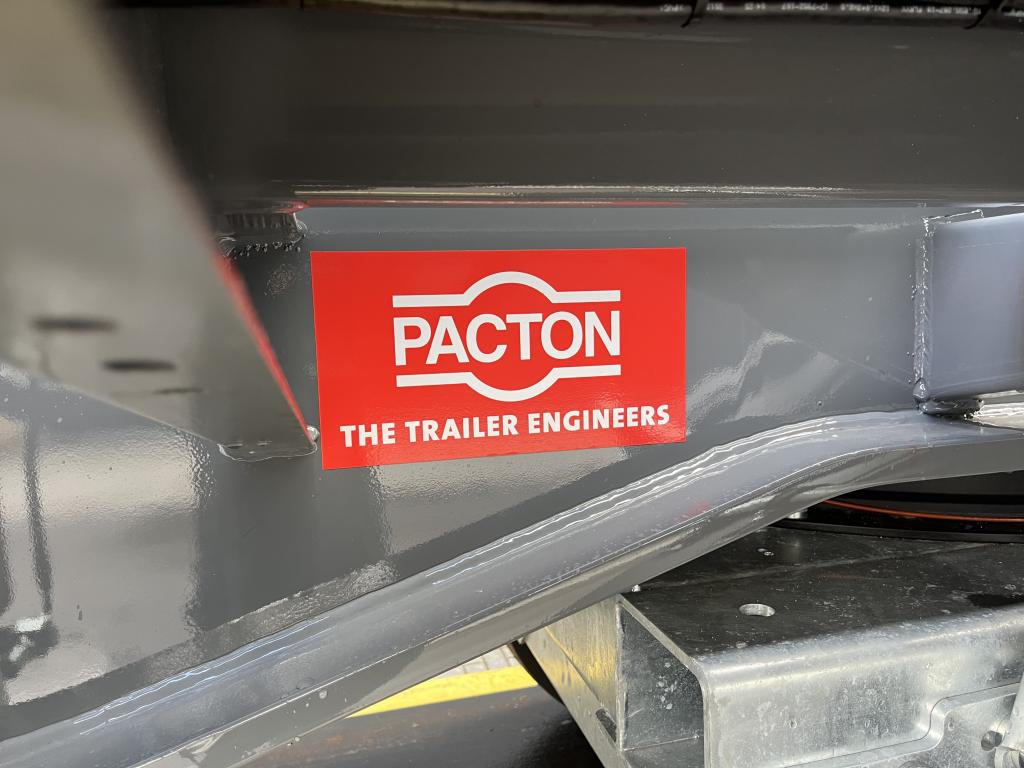 PACTON
THE TRAILER ENGINEERS